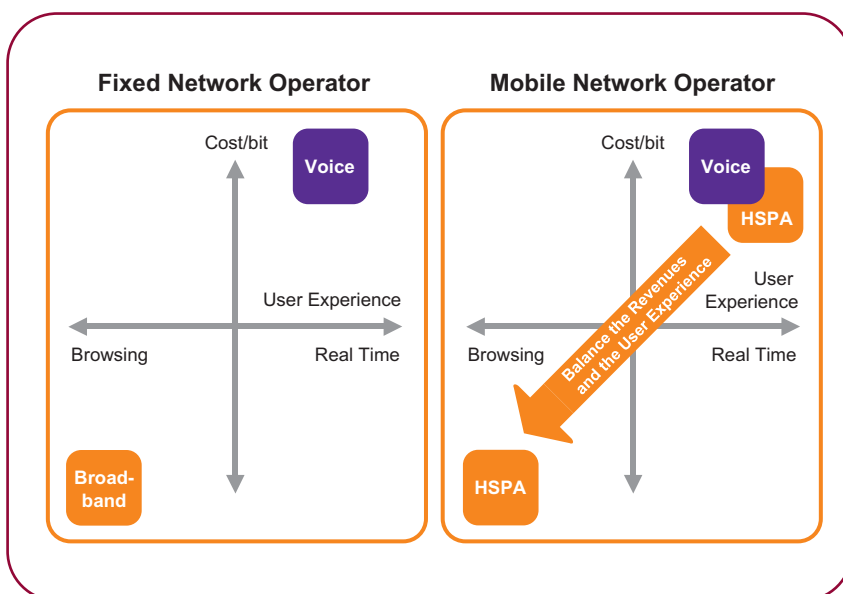 Fixed Network Operator
Cost/bit
Voice
User Experience
Browsing
Real Time
Broad-
band
Mobile Network Operator
Cost/bit
Voice
HSPA
User
Experience
Browsing
Real Time
Balance the Revenues
and the User Experience
HSPA